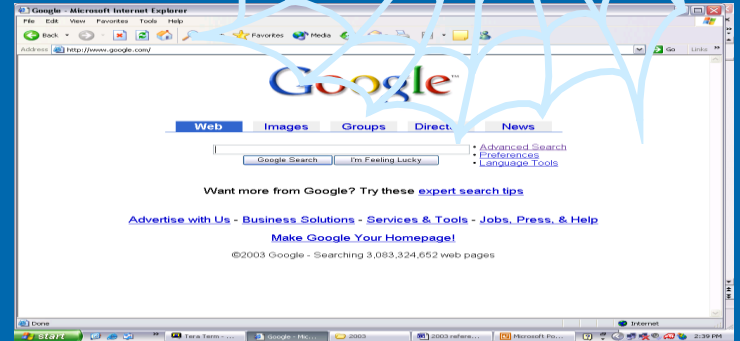 Google - Microsoft Internet Explorer
File Edit View Favorites Tools Help
Back Favorites Media
Address http://www.google.com/ Go Links »
Google™
Web Images Groups Direct. News
• Advanced Search
Google Search I'm Feeling Lucky • Preferences
• Language Tools
Want more from Google? Try these expert search tips
Advertise with Us - Business Solutions - Services & Tools - Jobs, Press, & Help
Make Google Your Homepage!
©2003 Google - Searching 3,083,324,652 web pages
Done Internet
start » Tera Term - ... Google - Mic... 2003 2003 refere... Microsoft Po... 2:39 PM